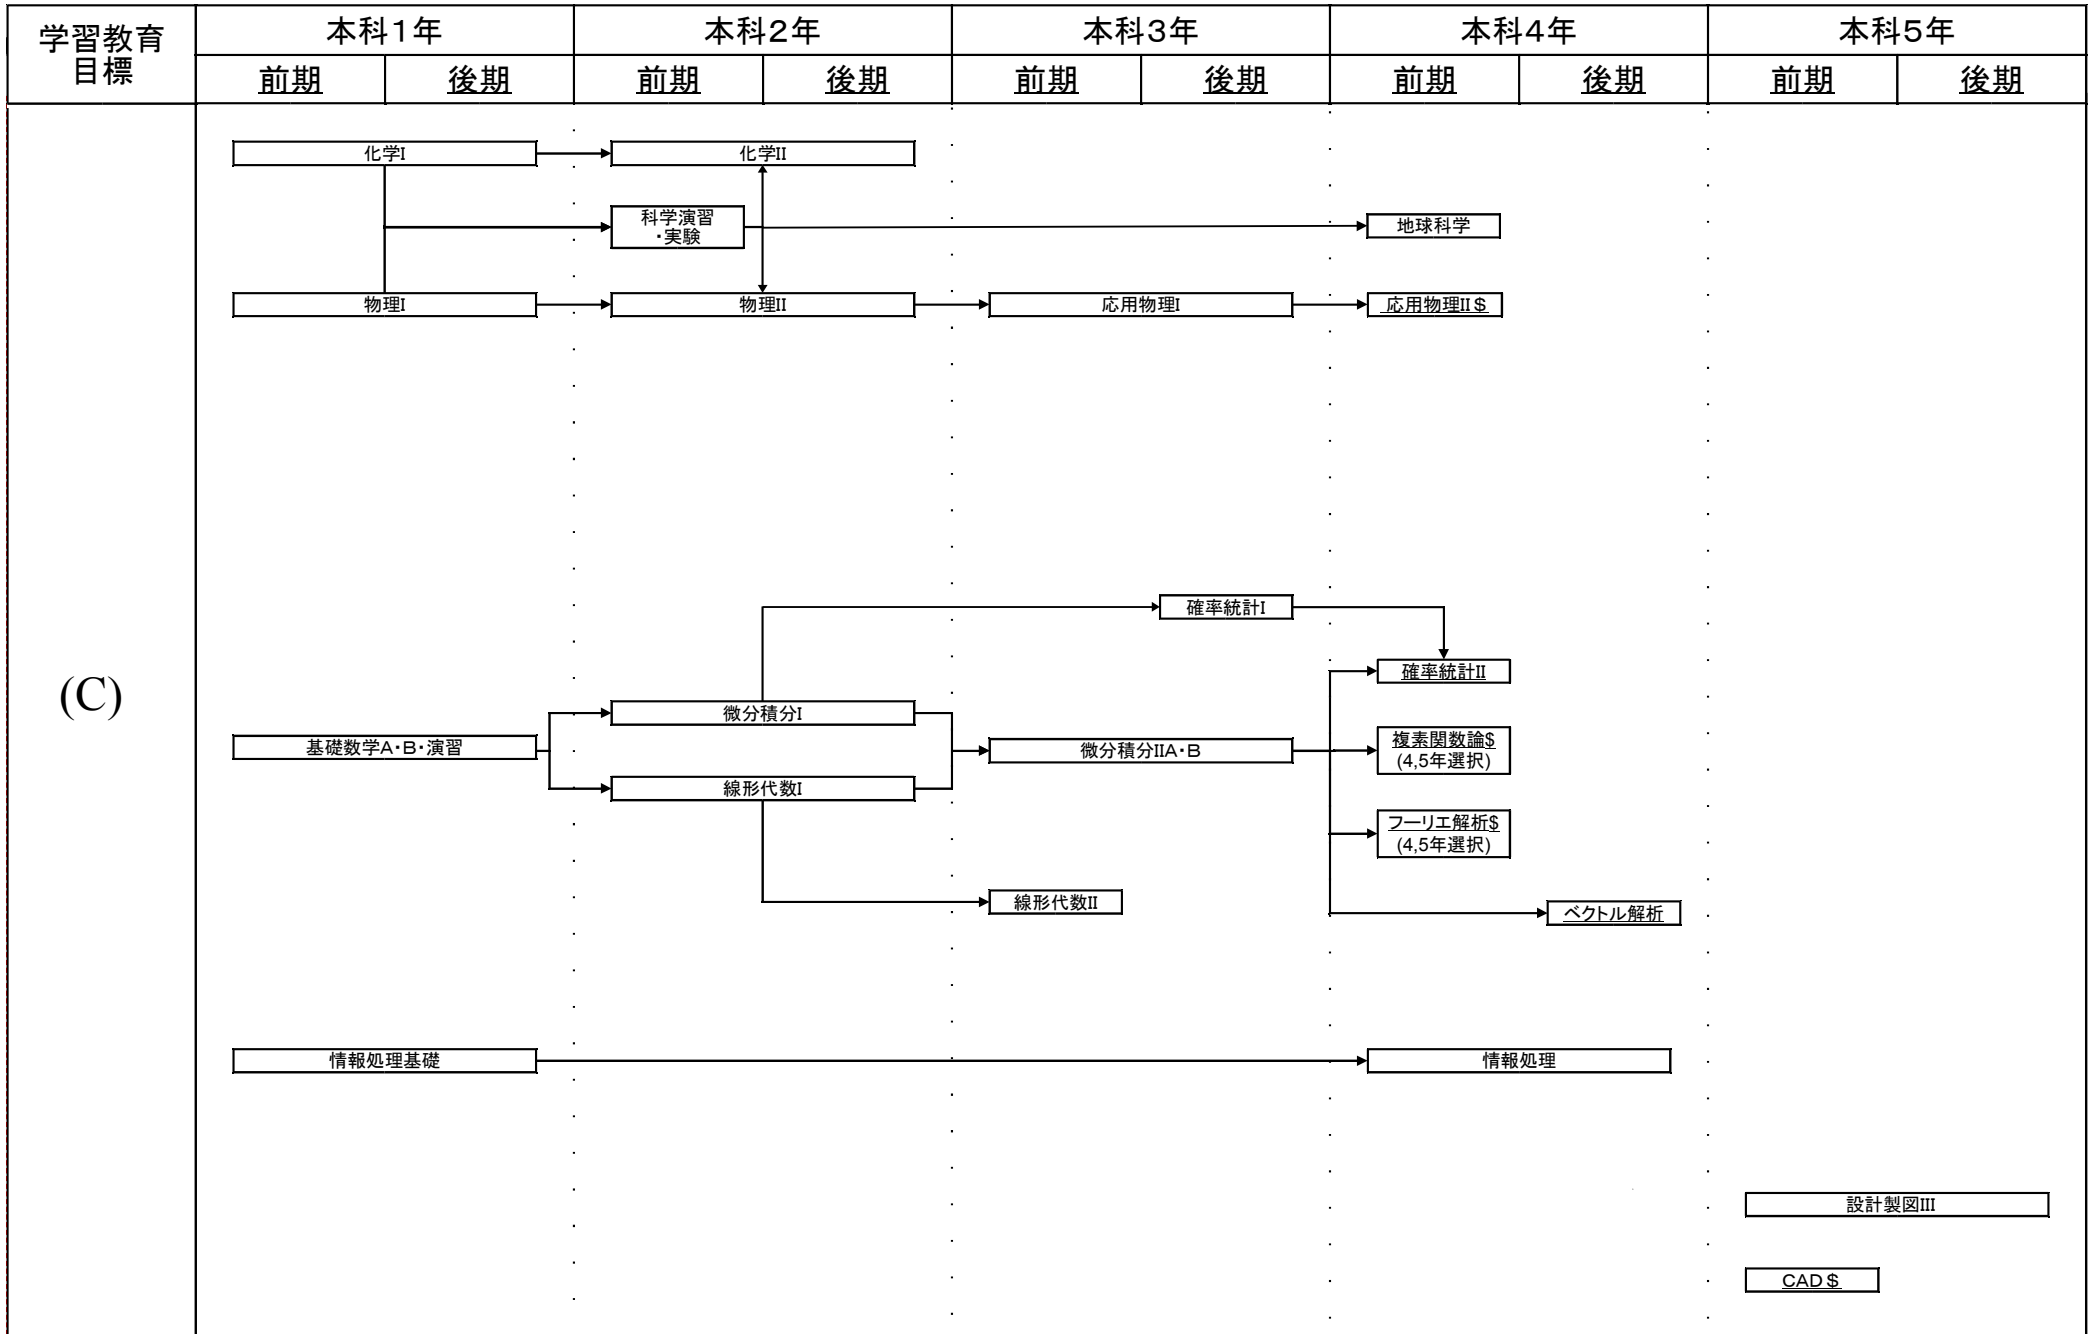 学習教育
目標
本科1年
本科2年
本科3年
本科4年
本科5年
前期
後期
前期
後期
前期
後期
前期
後期
前期
後期
(C)
化学I
化学II
科学演習
・実験
地球科学
物理I
物理II
応用物理I
応用物理II$
確率統計I
確率統計II
微分積分I
基礎数学A・B・演習
微分積分IIA・B
複素関数論$
(4,5年選択)
線形代数I
フーリエ解析$
(4,5年選択)
線形代数II
ベクトル解析
情報処理基礎
情報処理
設計製図III
CAD$